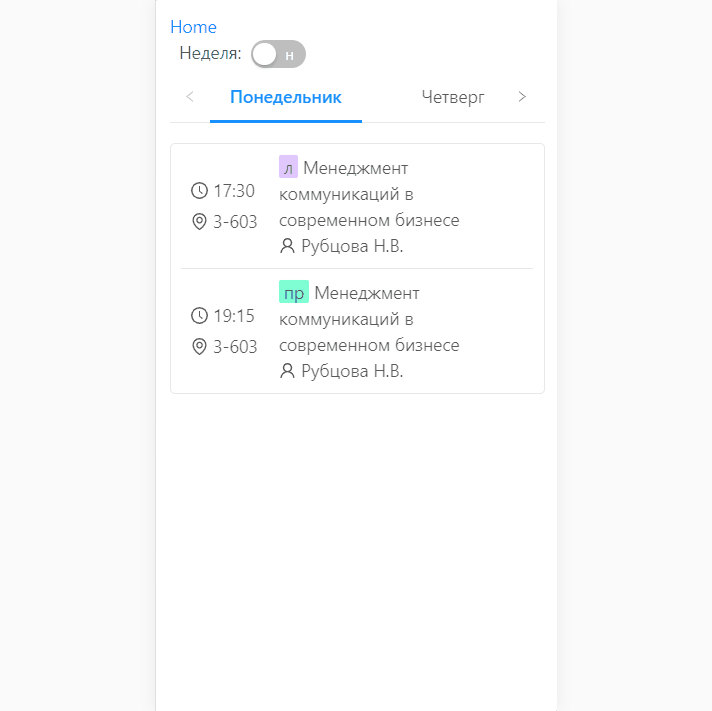 Home
Неделя: н
Понедельник Четверг
л Менеджмент
коммуникаций в
современном бизнесе
Рубцова Н.В.
17:30
3-603
пр Менеджмент
коммуникаций в
современном бизнесе
Рубцова Н.В.
19:15
3-603